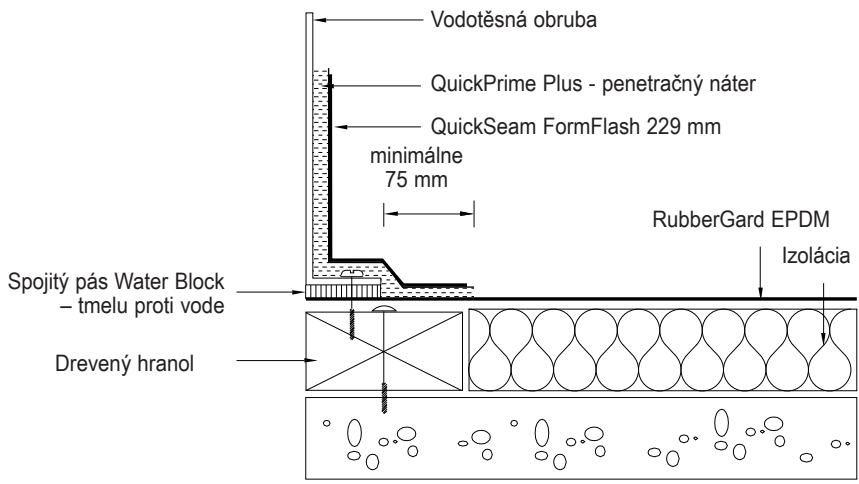 Vodotěsná obruba
QuickPrime Plus - penetračný náter
QuickSeam FormFlash 229 mm
minimálne
75 mm
RubberGard EPDM
Izolácia
Spojitý pás Water Block
– tmelu proti vode
Drevený hranol